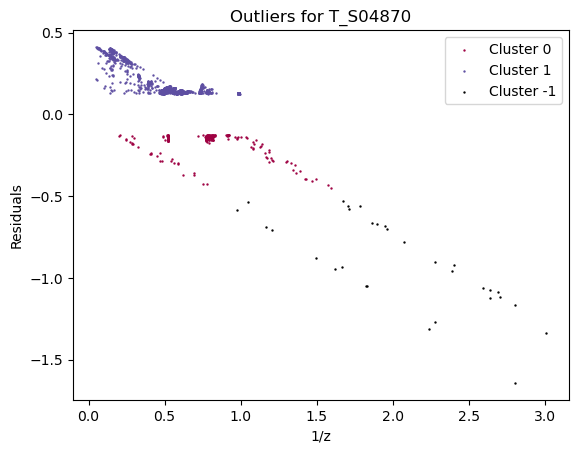 Outliers for T_S04870
Cluster 0
Cluster 1
Cluster -1
Residuals
0.5
0.0
−0.5
−1.0
−1.5
0.0 0.5 1.0 1.5 2.0 2.5 3.0
1/z